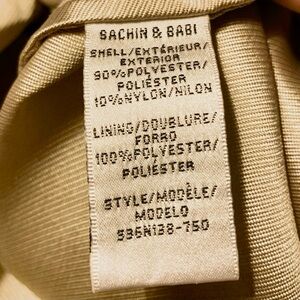 SACHIN & BABI
SHELL/EXTÉRIEUR/
EXTERIOR
90%POLYESTER/
POLIÉSTER
10%NYLON/NILON
LINING/DOUBLURE/
FORRO
100%POLYESTER/
POLIÉSTER
STYLE/MODÈLE/
MODELO
S36N138-750